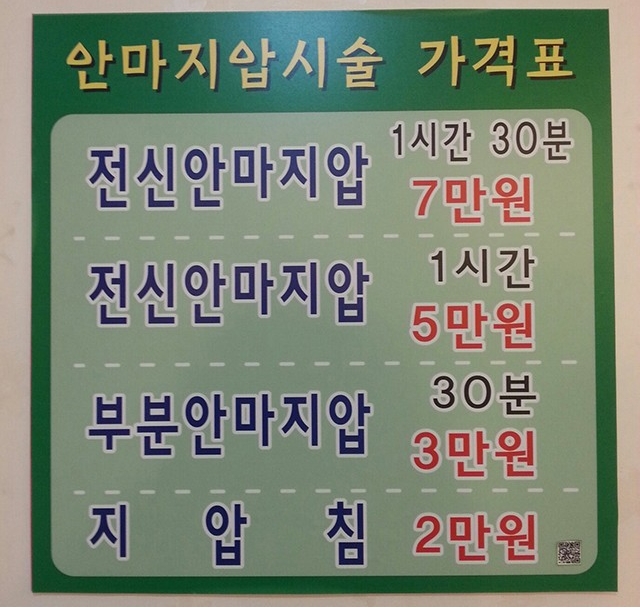 안마지압시술 가격표
전신안마지압 1시간 30분
7만원
전신안마지압 1시간
5만원
부분안마지압 30분
3만원
지 압 침 2만원